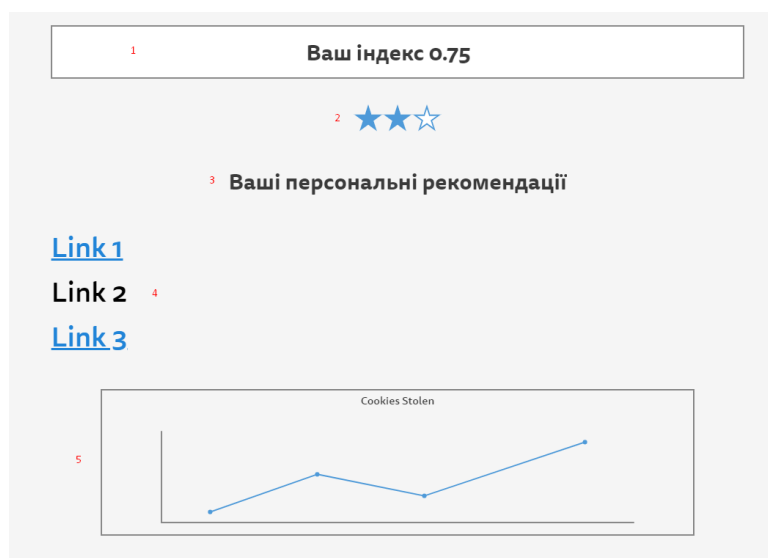 1 Ваш індекс 0.75
2
3 Ваші персональні рекомендації
Link 1
Link 2 4
Link 3
Cookies Stolen
5